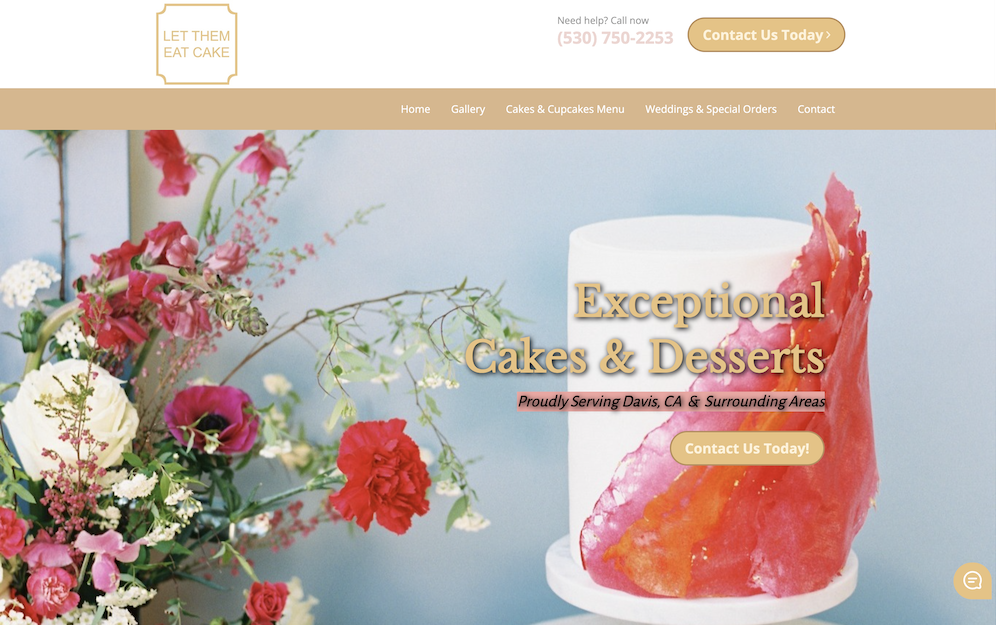 LET THEM
EAT CAKE
Need help? Call now
(530) 750-2253
Contact Us Today ›
Home Gallery Cakes & Cupcakes Menu Weddings & Special Orders Contact
Exceptional
Cakes & Desserts
Proudly Serving Davis, CA & Surrounding Areas
Contact Us Today!